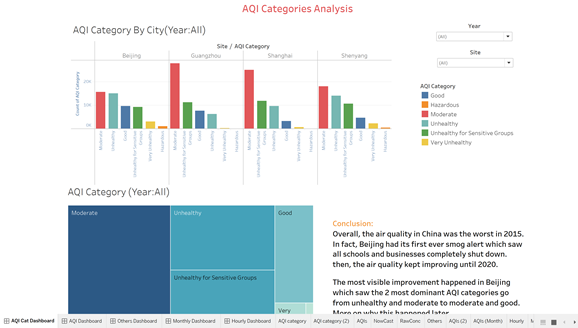 AQI Categories Analysis
AQI Category By City(Year:All)
Year
(All)
Site / AQI Category
Beijing
Guangzhou
Shanghai
Shenyang
Site
(All)
Count of AQI Category
20K
10K
0K
AQI Category
Good
Hazardous
Moderate
Unhealthy
Unhealthy for Sensitive Groups
Very Unhealthy
Moderate
Unhealthy
Unhealthy for Sensitive Groups
Good
Very Unhealthy
Hazardous
Moderate
Unhealthy for Sensitive Groups
Good
Unhealthy
Very Unhealthy
Hazardous
Moderate
Unhealthy for Sensitive Groups
Unhealthy
Good
Very Unhealthy
Moderate
Unhealthy
Unhealthy for Sensitive Groups
Good
Very Unhealthy
Hazardous
AQI Category (Year:All)
Moderate
Unhealthy
Good
Unhealthy for Sensitive Groups
Very
Conclusion:
Overall, the air quality in China was the worst in 2015.
In fact, Beijing had its first ever smog alert which saw
all schools and businesses completely shut down.
then, the air quality kept improving until 2020.
The most visible improvement happened in Beijing
which saw the 2 most dominant AQI categories go
from unhealthy and moderate to moderate and good.
More on why this happened later
AQI Cat Dashboard
AQI Dashboard
Others Dashboard
Monthly Dashboard
Hourly Dashboard
AQI category
AQI category (2)
AQIs
NowCast
RawConc
Others
AQIs (2)
AQIs (Month)
Hourly